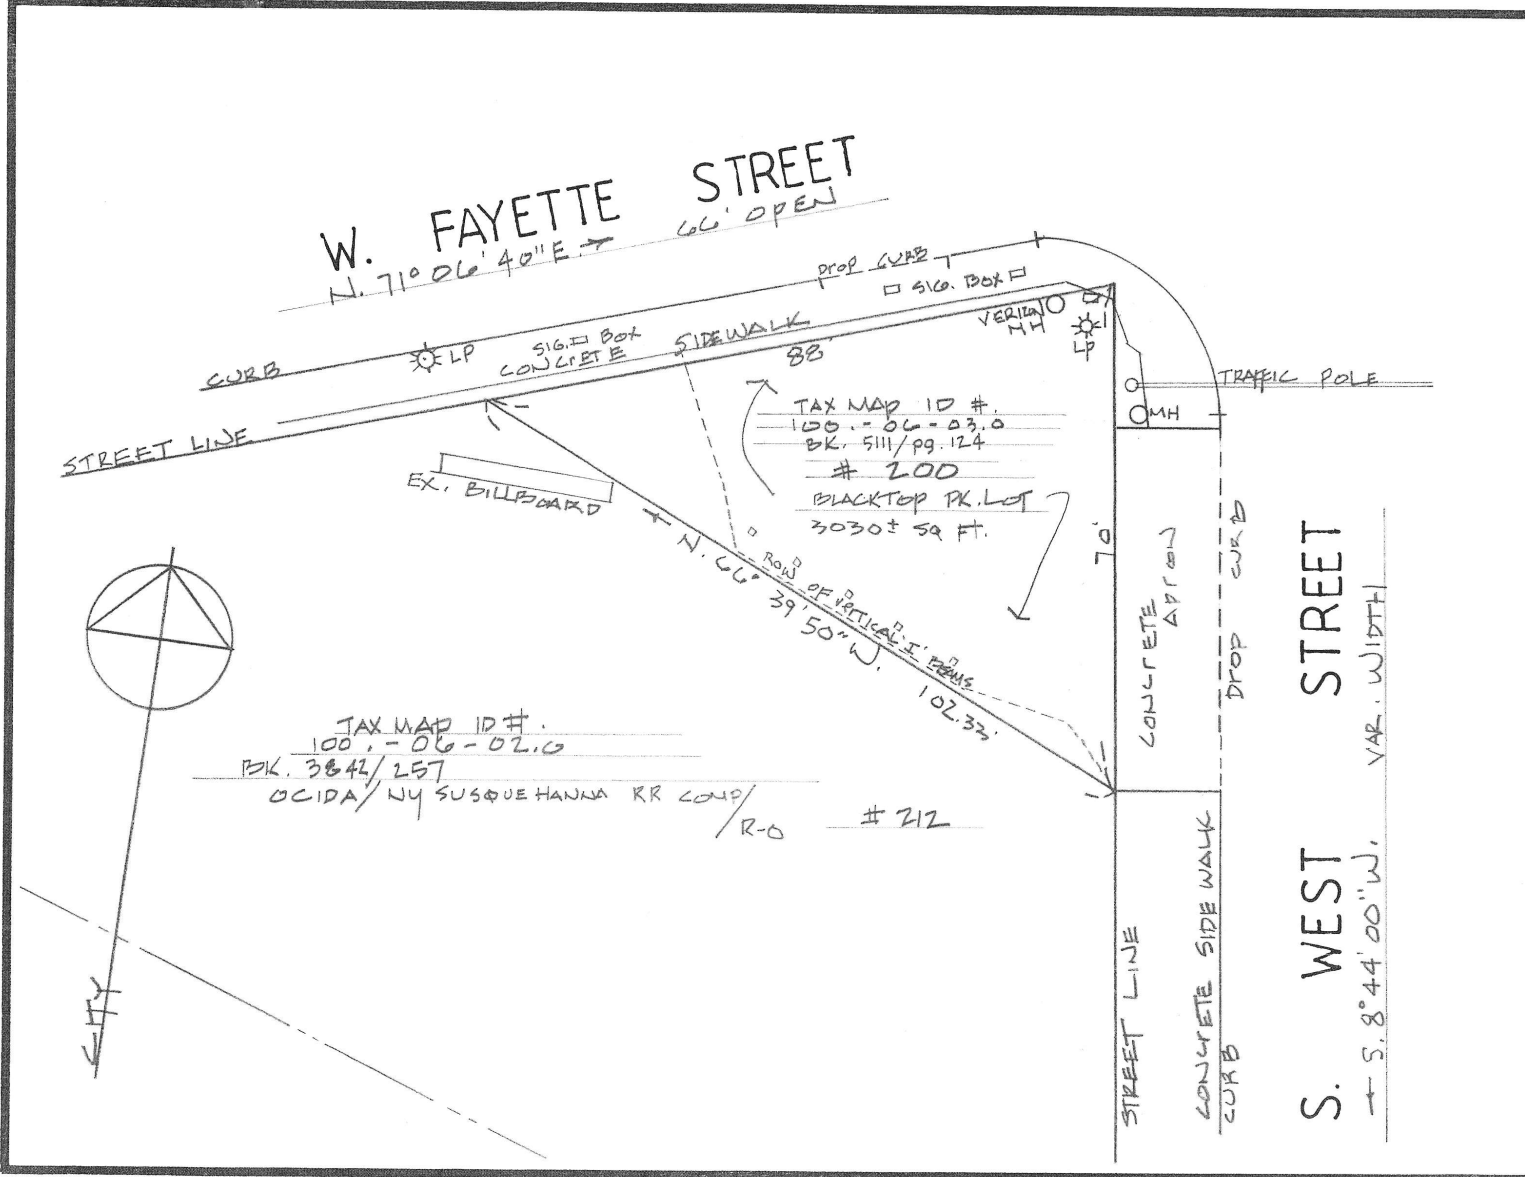 W. FAYETTE STREET
N. 71° 06' 40" E. 66' OPEN
DROP CURB
SIG. BOX
VERIZON
MH
LP
CURB
LP
SIG. BOX
CONCRETE SIDEWALK
88'
STREET LINE
TRAFFIC POLE
MH
TAX MAP ID #.
100.-06-03.0
BK. 5111/pg. 124
# 200
BLACKTOP PK. LOT
3030± SQ FT.
EX. BILLBOARD
N. 66° 39' 50" W.
102.33'
ROW OF VERTICAL 'I' BEAMS
70'
CONCRETE
APRON
DROP CURB
TAX MAP ID #.
100.-06-02.0
BK. 3842/257
OCIDA/NY SUSQUEHANNA RR COMP/
R-O
# 212
CITY
STREET LINE
CONCRETE SIDEWALK
CURB
S. WEST STREET
S. 8° 44' 00" W. VAR. WIDTH